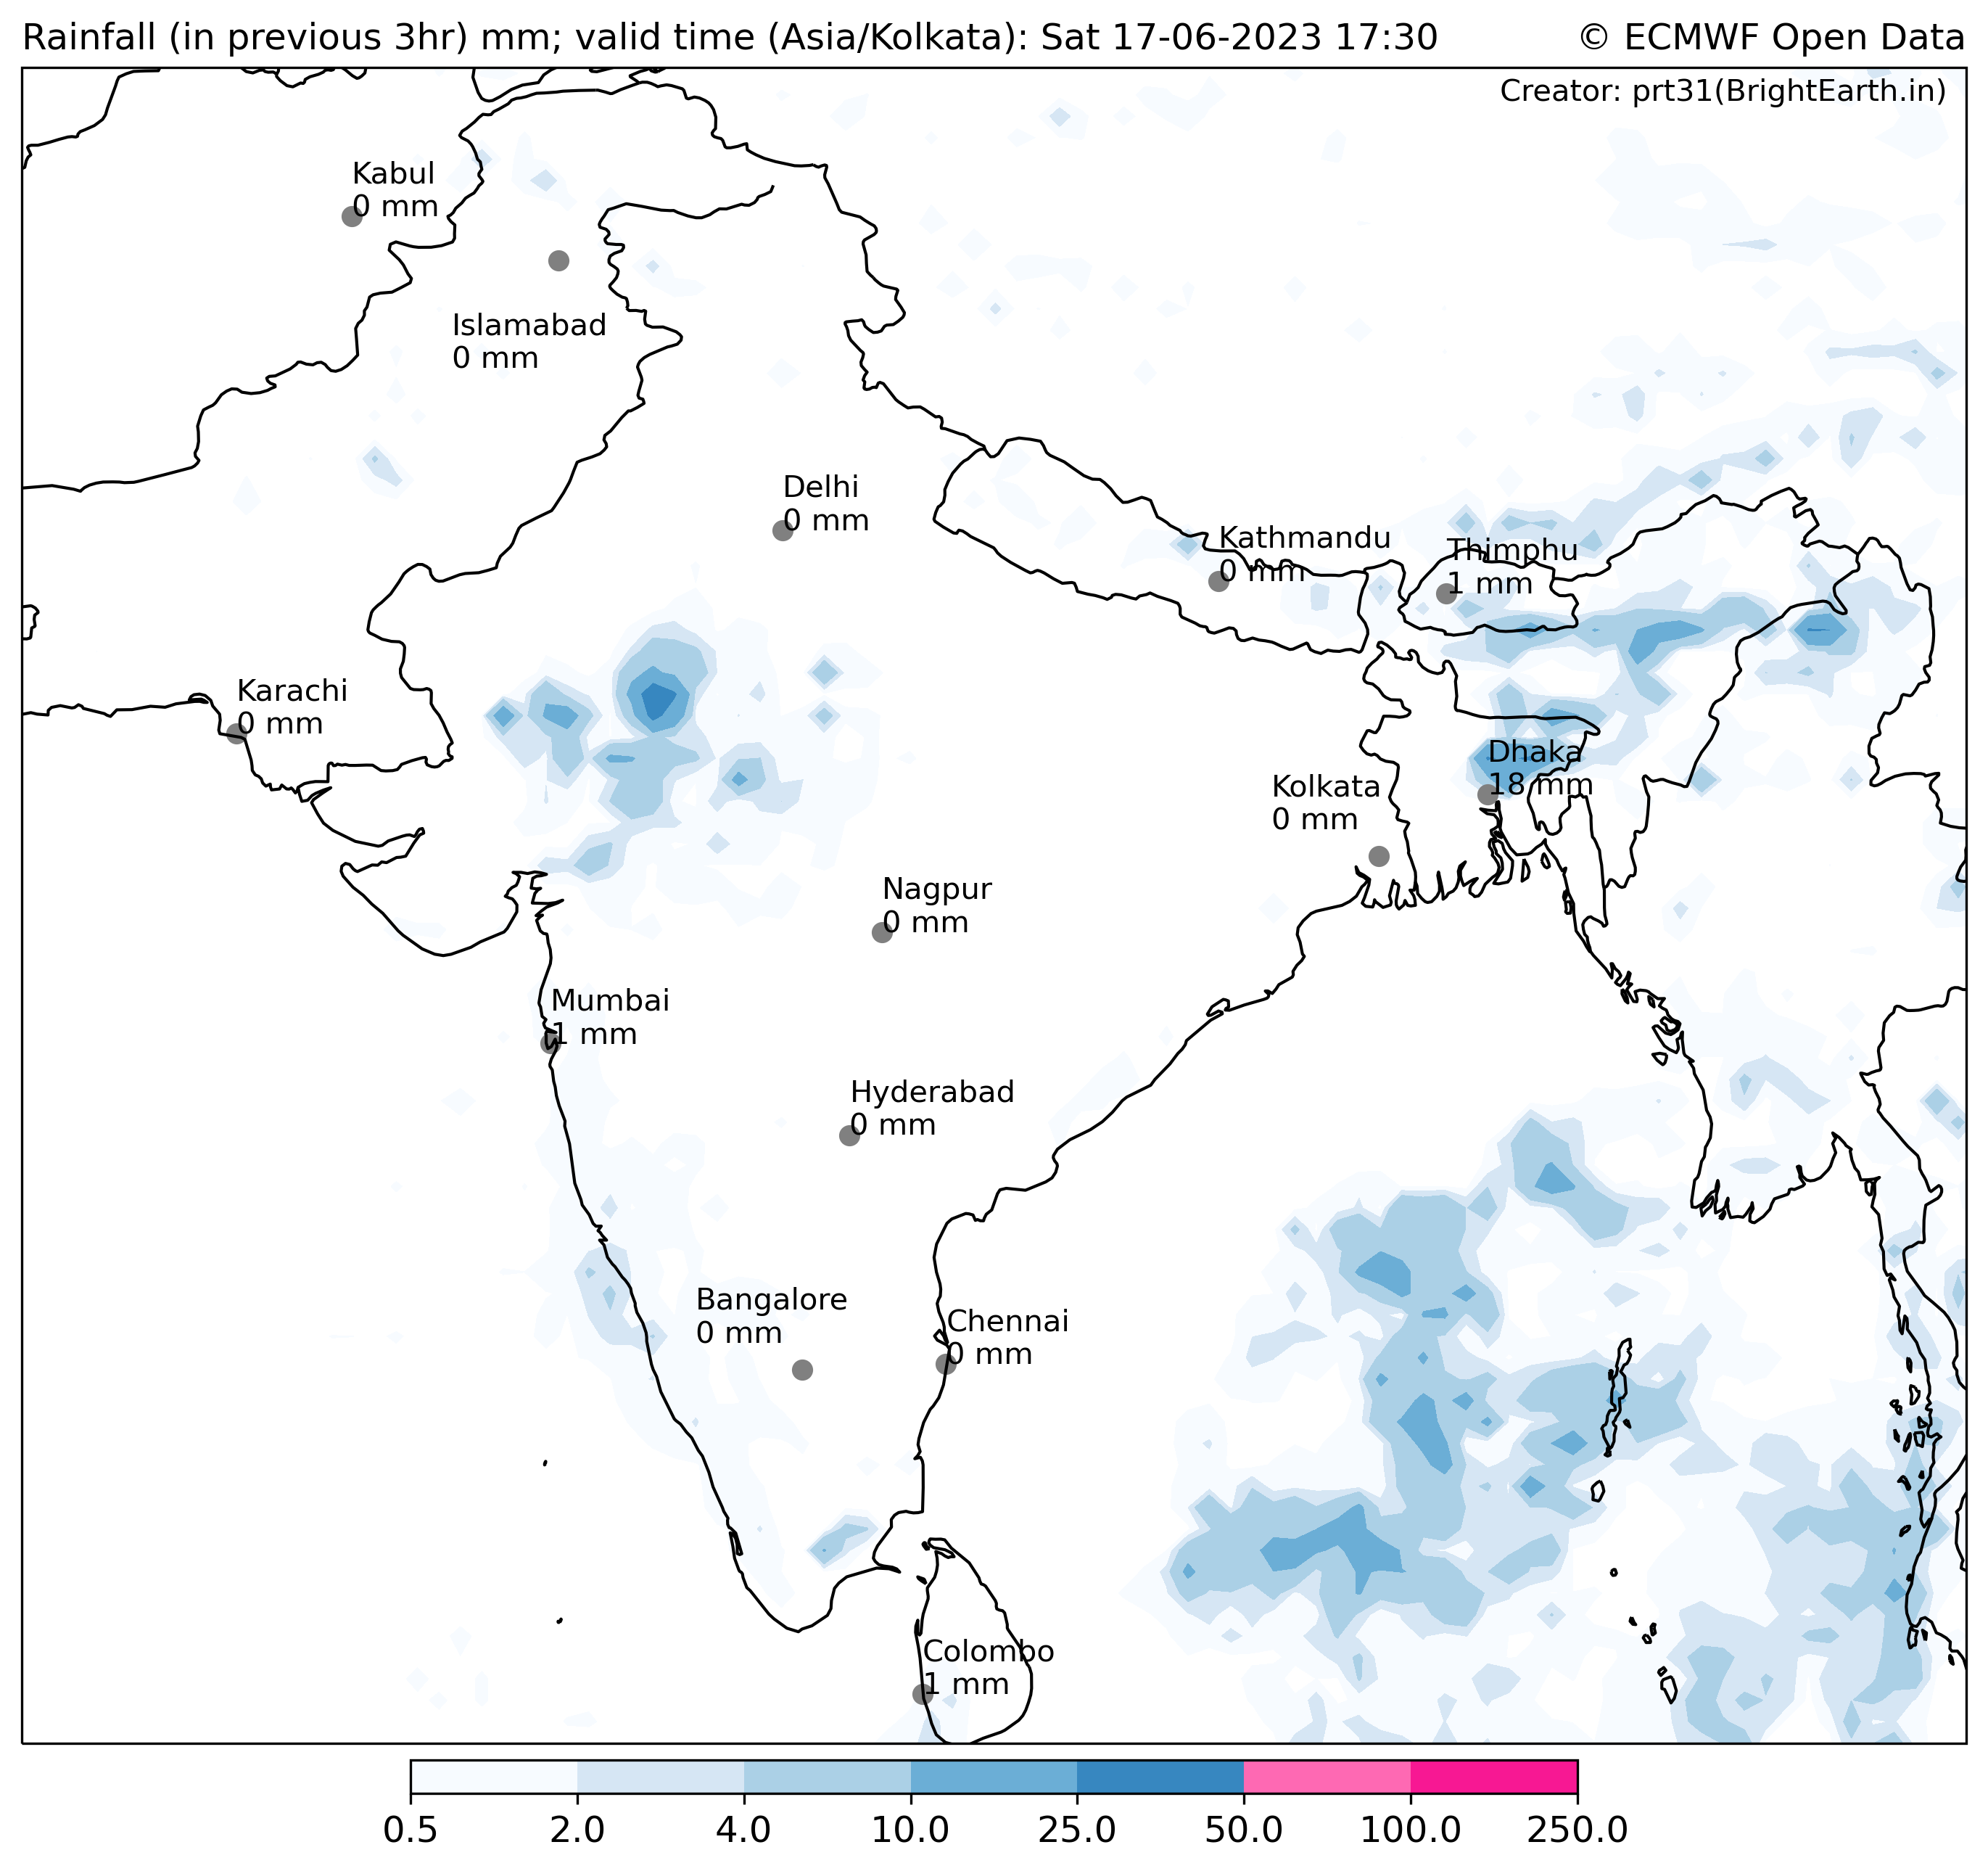 Rainfall (in previous 3hr) mm; valid time (Asia/Kolkata): Sat 17-06-2023 17:30
© ECMWF Open Data
Creator: prt31(BrightEarth.in)
Kabul
0 mm
Islamabad
0 mm
Delhi
0 mm
Kathmandu
0 mm
Thimphu
1 mm
Karachi
0 mm
Dhaka
18 mm
Kolkata
0 mm
Nagpur
0 mm
Mumbai
1 mm
Hyderabad
0 mm
Bangalore
0 mm
Chennai
0 mm
Colombo
1 mm
0.5 2.0 4.0 10.0 25.0 50.0 100.0 250.0